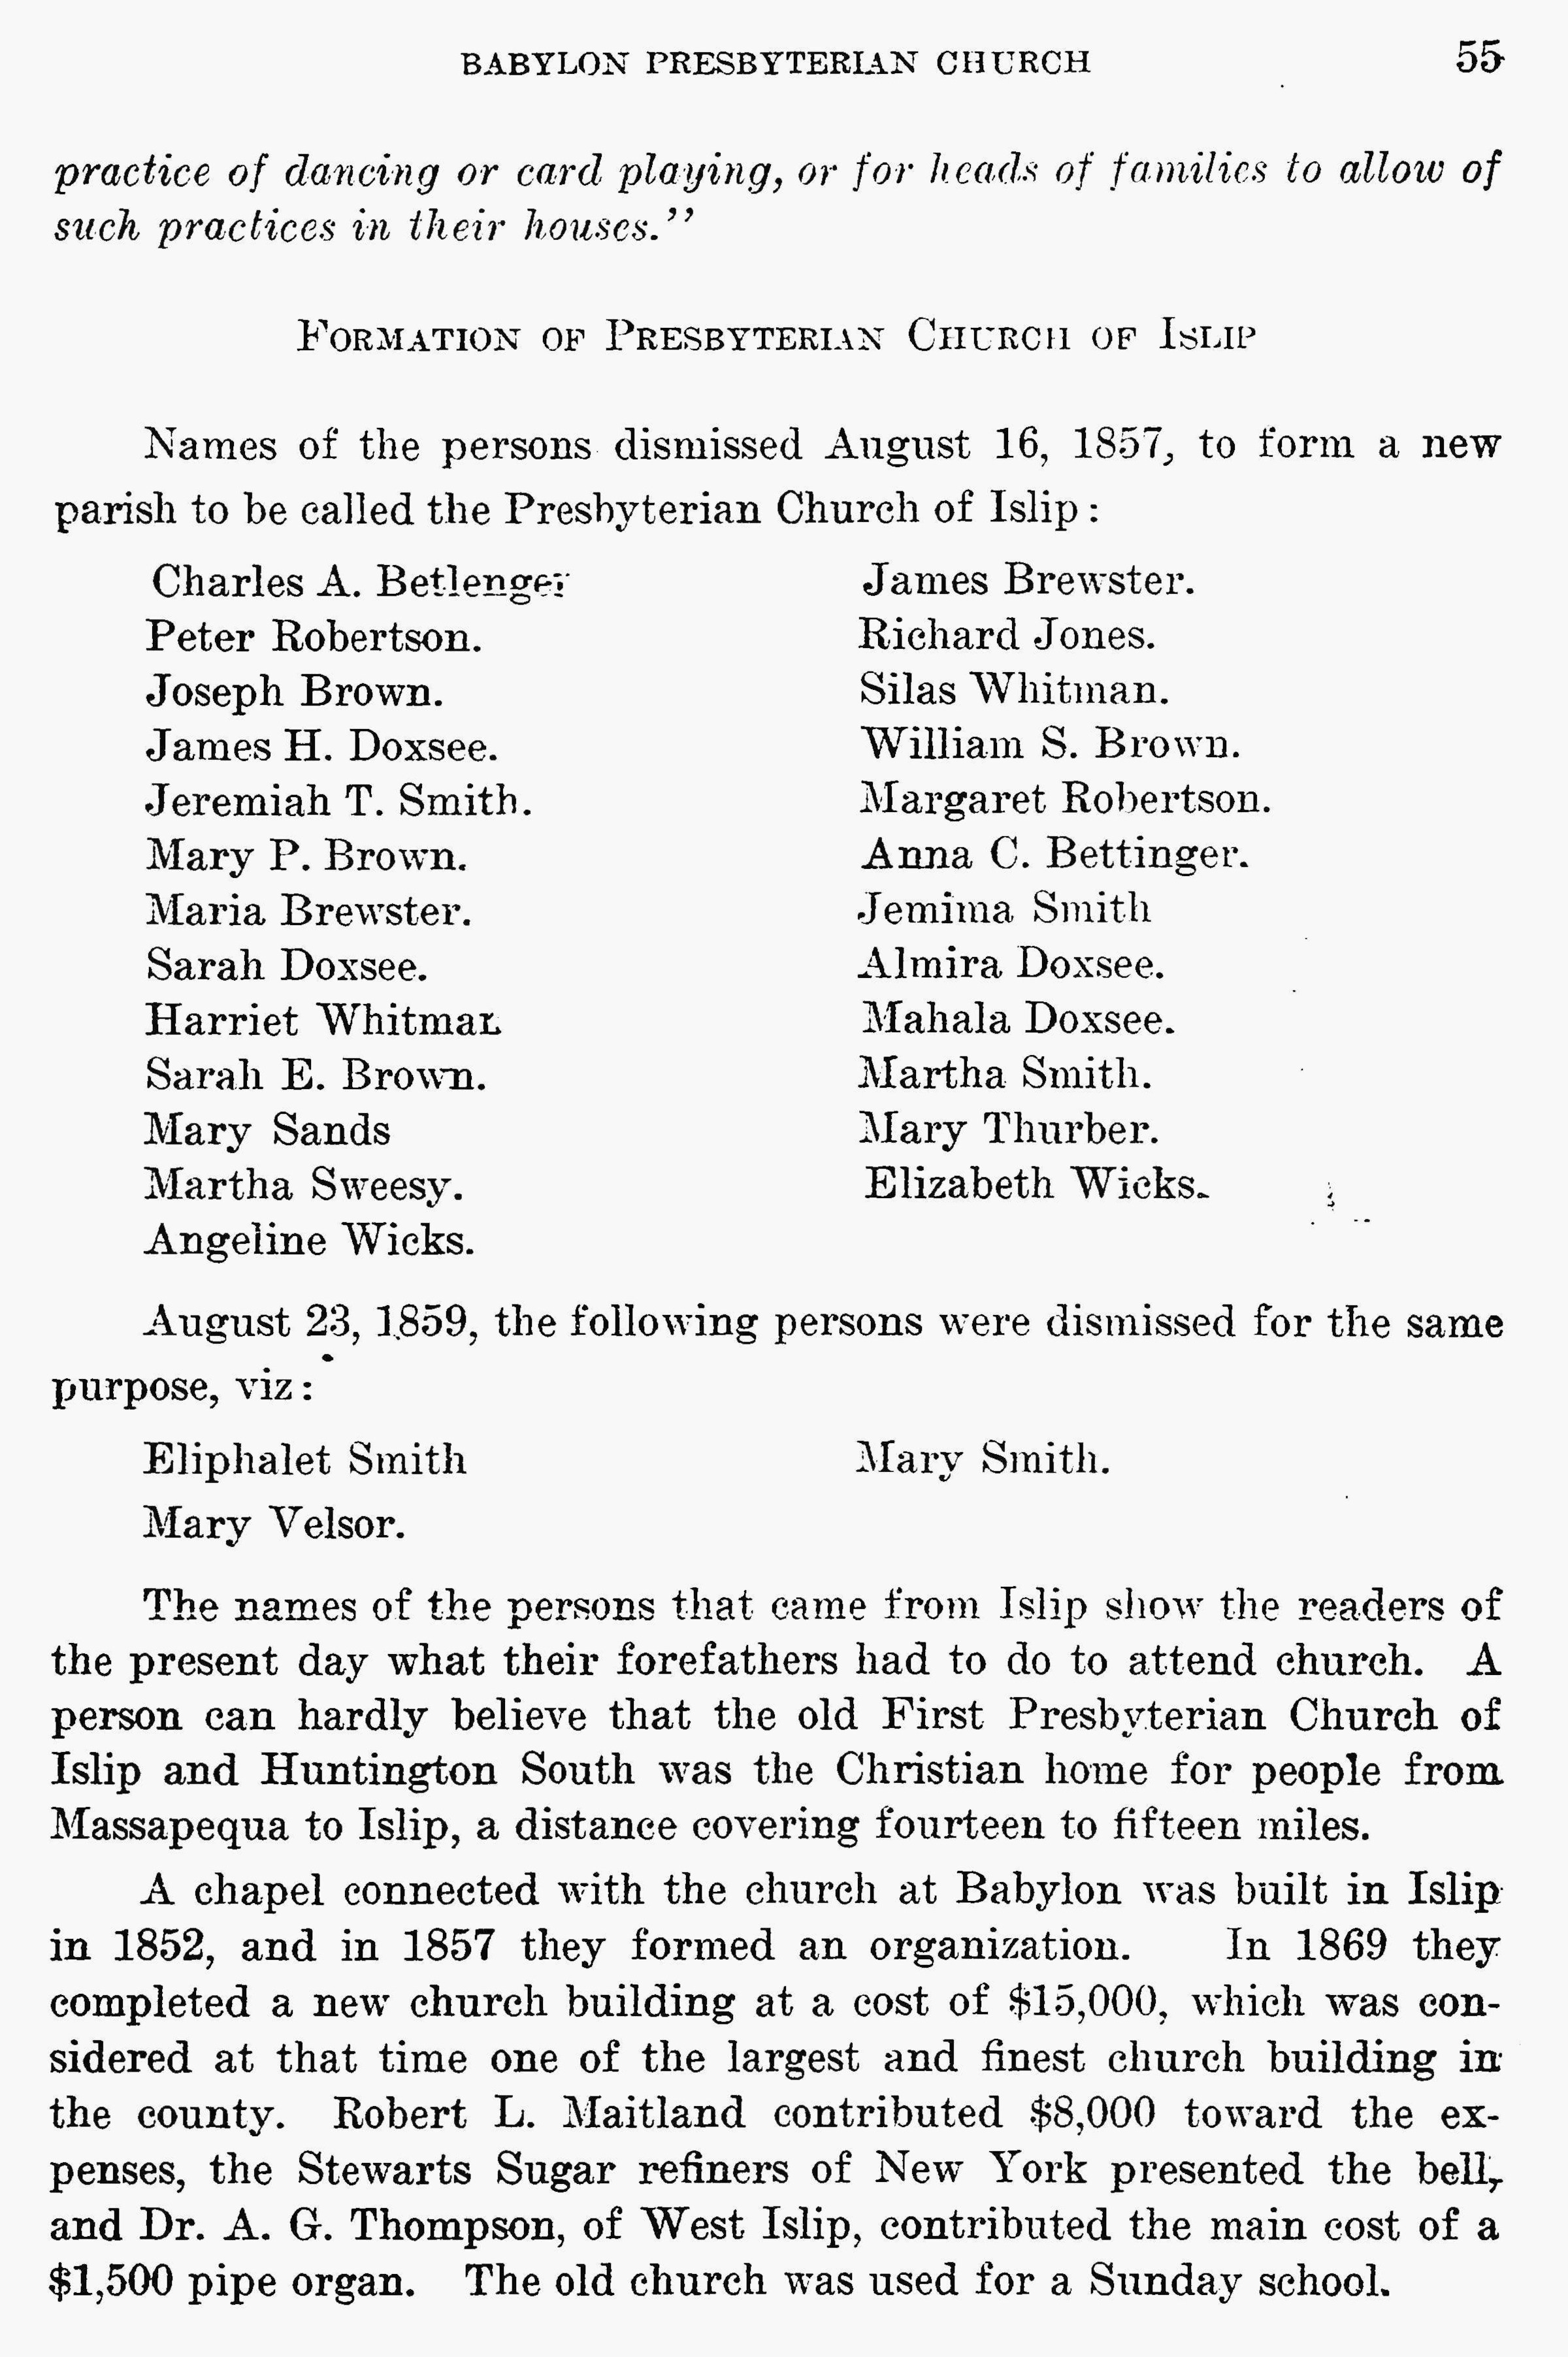 BABYLON PRESBYTERIAN CHURCH 55
practice of dancing or card playing, or for heads of families to allow of
such practices in their houses."
FORMATION OF PRESBYTERIAN CHURCH OF ISLIP
Names of the persons dismissed August 16, 1857, to form a new
parish to be called the Presbyterian Church of Islip:
Charles A. Betlenger
James Brewster.
Peter Robertson.
Richard Jones.
Joseph Brown.
Silas Whitman.
James H. Doxsee.
William S. Brown.
Jeremiah T. Smith.
Margaret Robertson.
Mary P. Brown.
Anna C. Bettinger.
Maria Brewster.
Jemima Smith
Sarah Doxsee.
Almira Doxsee.
Harriet Whitman
Mahala Doxsee.
Sarah E. Brown.
Martha Smith.
Mary Sands
Mary Thurber.
Martha Sweesy.
Elizabeth Wicks.
Angeline Wicks.
August 23, 1859, the following persons were dismissed for the same
purpose, viz:
Eliphalet Smith
Mary Smith.
Mary Velsor.
The names of the persons that came from Islip show the readers of
the present day what their forefathers had to do to attend church. A
person can hardly believe that the old First Presbyterian Church of
Islip and Huntington South was the Christian home for people from
Massapequa to Islip, a distance covering fourteen to fifteen miles.
A chapel connected with the church at Babylon was built in Islip
in 1852, and in 1857 they formed an organization. In 1869 they
completed a new church building at a cost of $15,000, which was con-
sidered at that time one of the largest and finest church building in
the county. Robert L. Maitland contributed $8,000 toward the ex-
penses, the Stewarts Sugar refiners of New York presented the bell,
and Dr. A. G. Thompson, of West Islip, contributed the main cost of a
$1,500 pipe organ. The old church was used for a Sunday school.